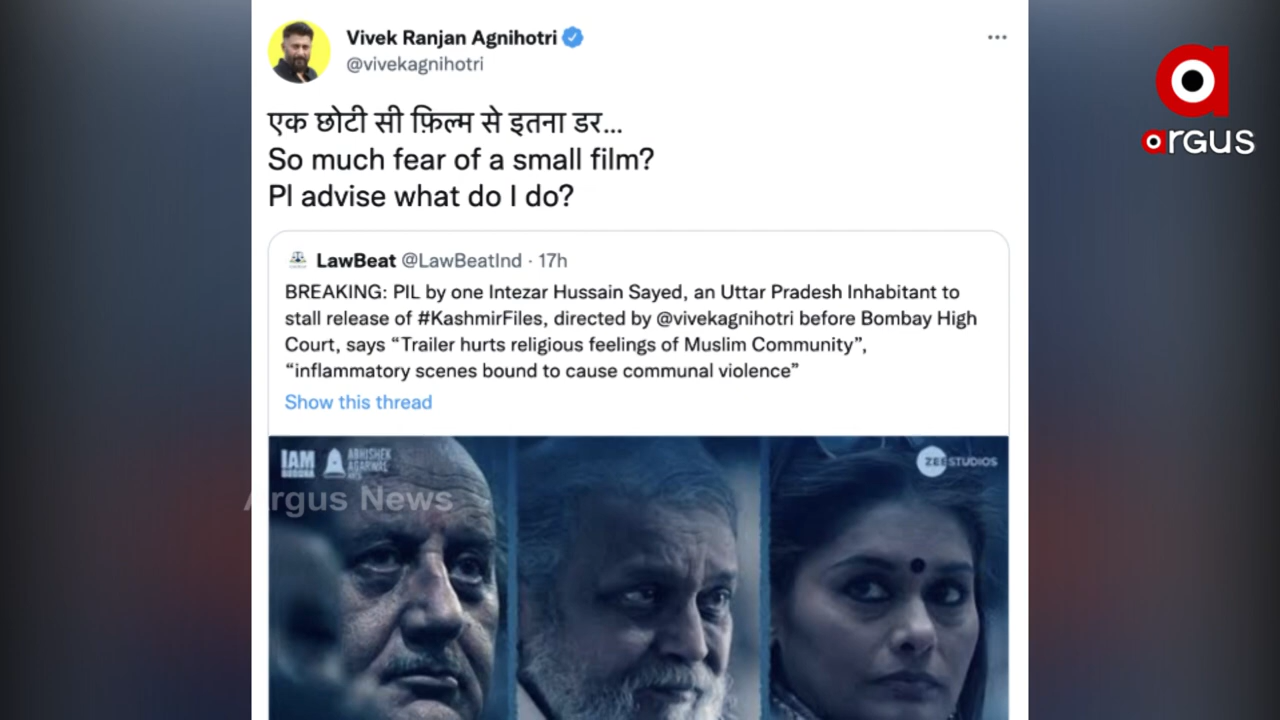 Vivek Ranjan Agnihotri
@vivekagnihotri
एक छोटी सी फ़िल्म से इतना डर...
So much fear of a small film?
Pl advise what do I do?
LawBeat @LawBeatInd · 17h
BREAKING: PIL by one Intezar Hussain Sayed, an Uttar Pradesh Inhabitant to
stall release of #KashmirFiles, directed by @vivekagnihotri before Bombay High
Court, says “Trailer hurts religious feelings of Muslim Community”,
“inflammatory scenes bound to cause communal violence”
Show this thread
IAM
BUDDHA
ABHISHEK
AGARWAL
ARTS
ZEE STUDIOS
Argus News
argus